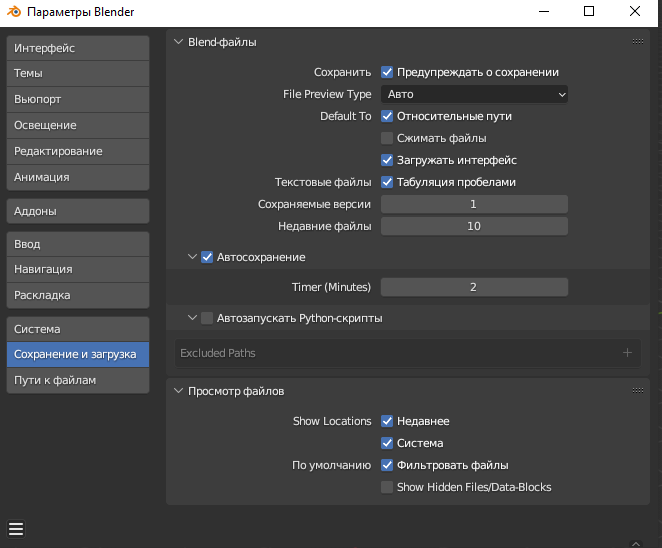 Параметры Blender
Интерфейс
Темы
Вьюпорт
Освещение
Редактирование
Анимация
Аддоны
Ввод
Навигация
Раскладка
Система
Сохранение и загрузка
Пути к файлам
Blend-файлы
Сохранить Предупреждать о сохранении
File Preview Type Авто
Default To Относительные пути
Сжимать файлы
Загружать интерфейс
Текстовые файлы Табуляция пробелами
Сохраняемые версии 1
Недавние файлы 10
Автосохранение
Timer (Minutes) 2
Автозапускать Python-скрипты
Excluded Paths
Просмотр файлов
Show Locations Недавнее
Система
По умолчанию Фильтровать файлы
Show Hidden Files/Data-Blocks